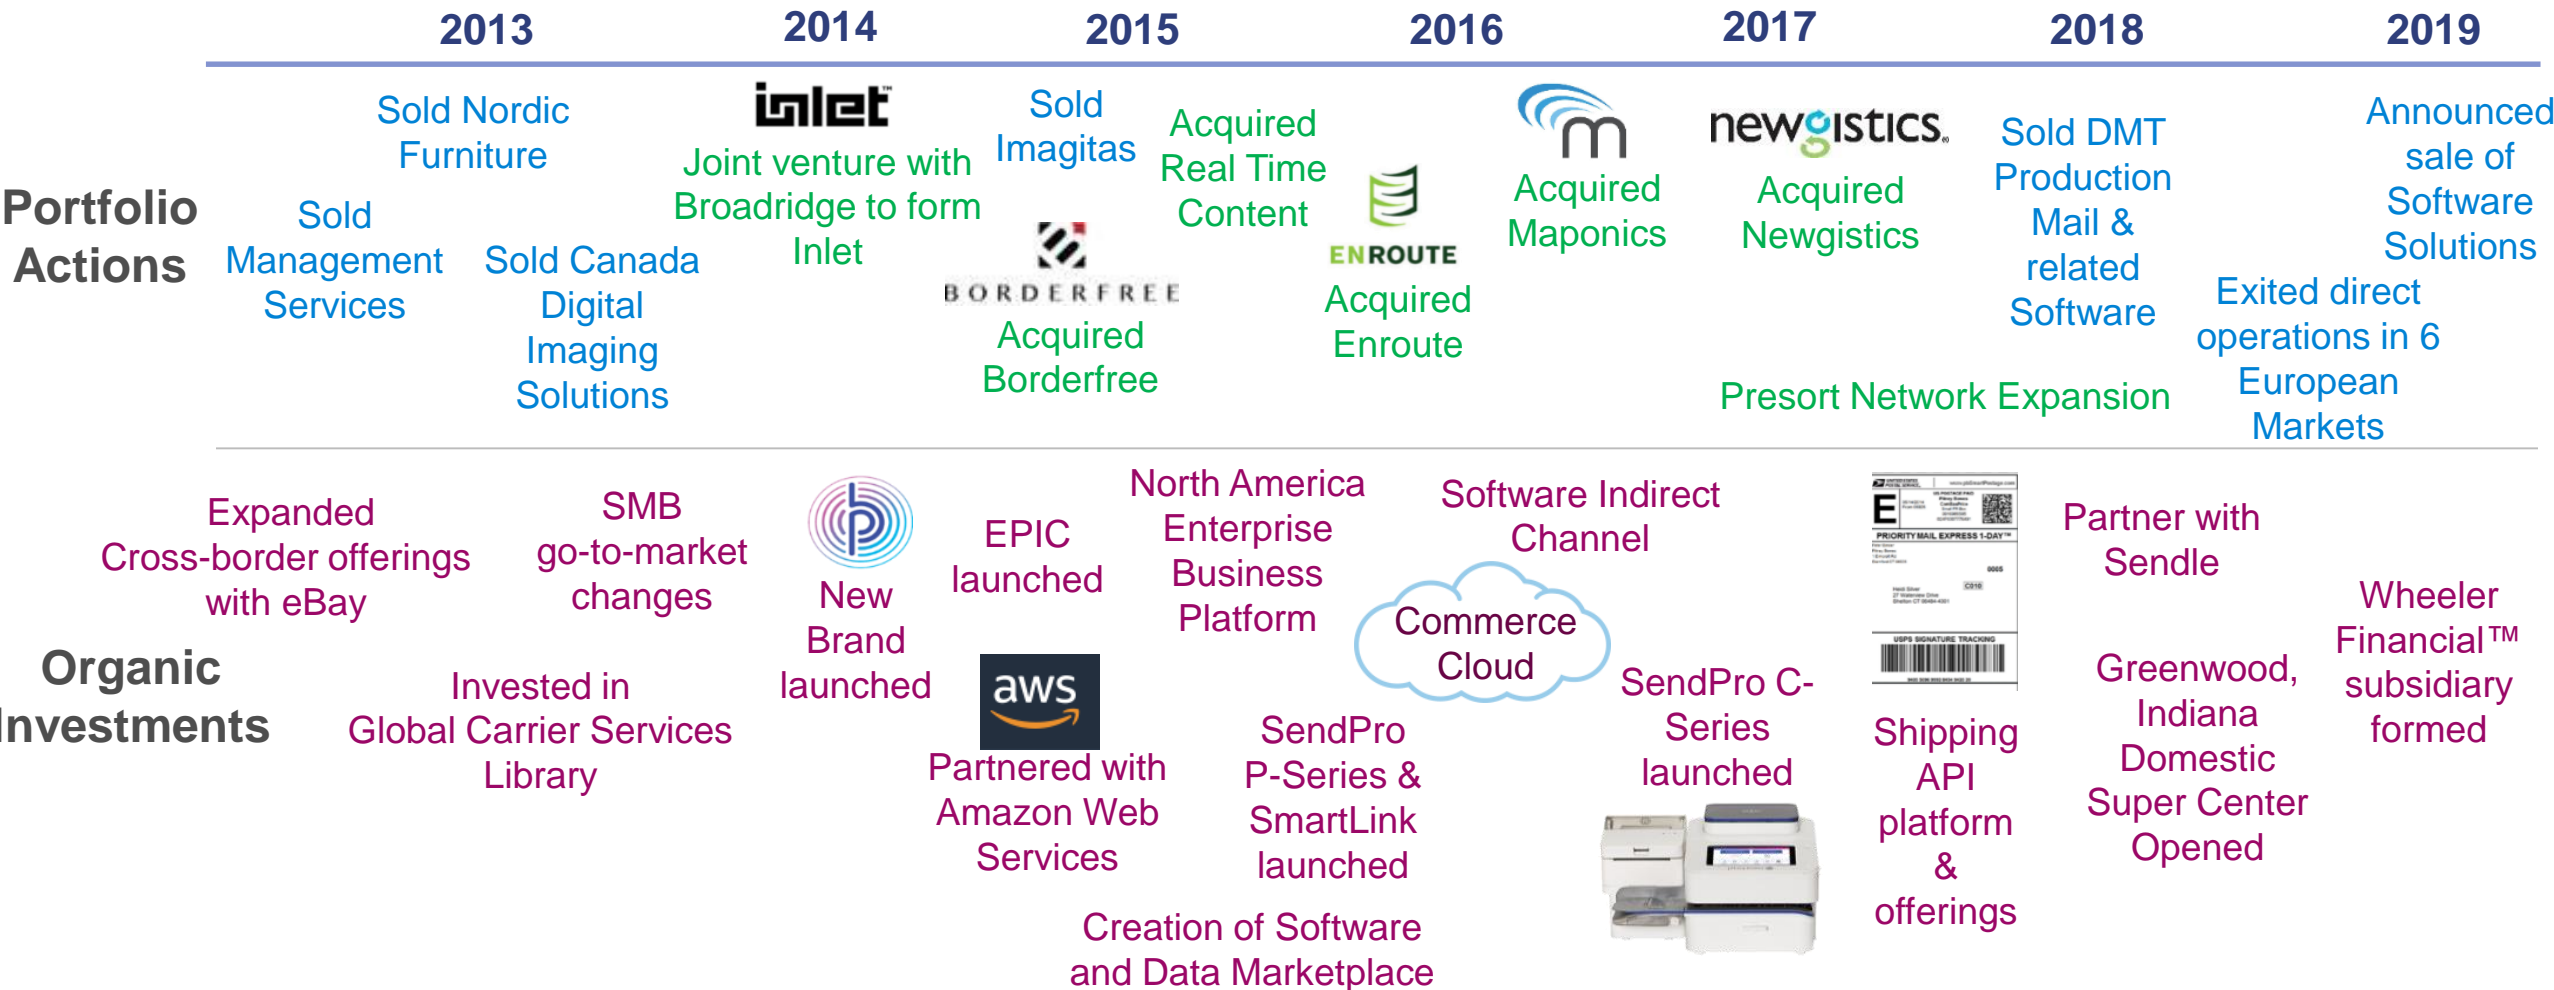 2013
2014
2015
2016
2017
2018
2019
Portfolio
Actions
Sold Nordic
Furniture
Sold
Management
Services
Sold Canada
Digital
Imaging
Solutions
inlet™
Joint venture with
Broadridge to form
Inlet
Sold
Imagitas
BORDERFREE
Acquired
Borderfree
Acquired
Real Time
Content
ENROUTE
Acquired
Enroute
m
Acquired
Maponics
newgistics®
Acquired
Newgistics
Presort Network Expansion
Sold DMT
Production
Mail &
related
Software
Exited direct
operations in 6
European
Markets
Announced
sale of
Software
Solutions
Organic
Investments
Expanded
Cross-border offerings
with eBay
SMB
go-to-market
changes
Invested in
Global Carrier Services
Library
New
Brand
launched
EPIC
launched
aws
Partnered with
Amazon Web
Services
North America
Enterprise
Business
Platform
SendPro
P-Series &
SmartLink
launched
Creation of Software
and Data Marketplace
Software Indirect
Channel
Commerce
Cloud
SendPro C-
Series
launched
E
PRIORITY MAIL EXPRESS 1-DAY™
0005
C010
USPS SIGNATURE TRACKING
Shipping
API
platform
&
offerings
Partner with
Sendle
Greenwood,
Indiana
Domestic
Super Center
Opened
Wheeler
Financial™
subsidiary
formed